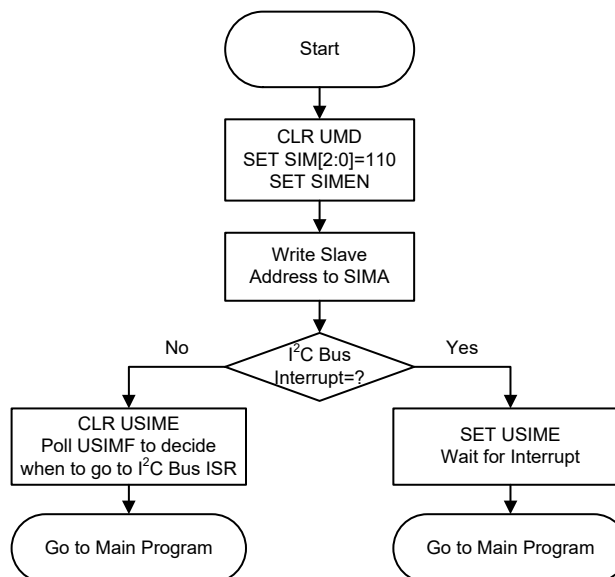 Start
CLR UMD
SET SIM[2:0]=110
SET SIMEN
Write Slave
Address to SIMA
No
I²C Bus
Interrupt=?
Yes
CLR USIME
Poll USIMF to decide
when to go to I²C Bus ISR
SET USIME
Wait for Interrupt
Go to Main Program
Go to Main Program